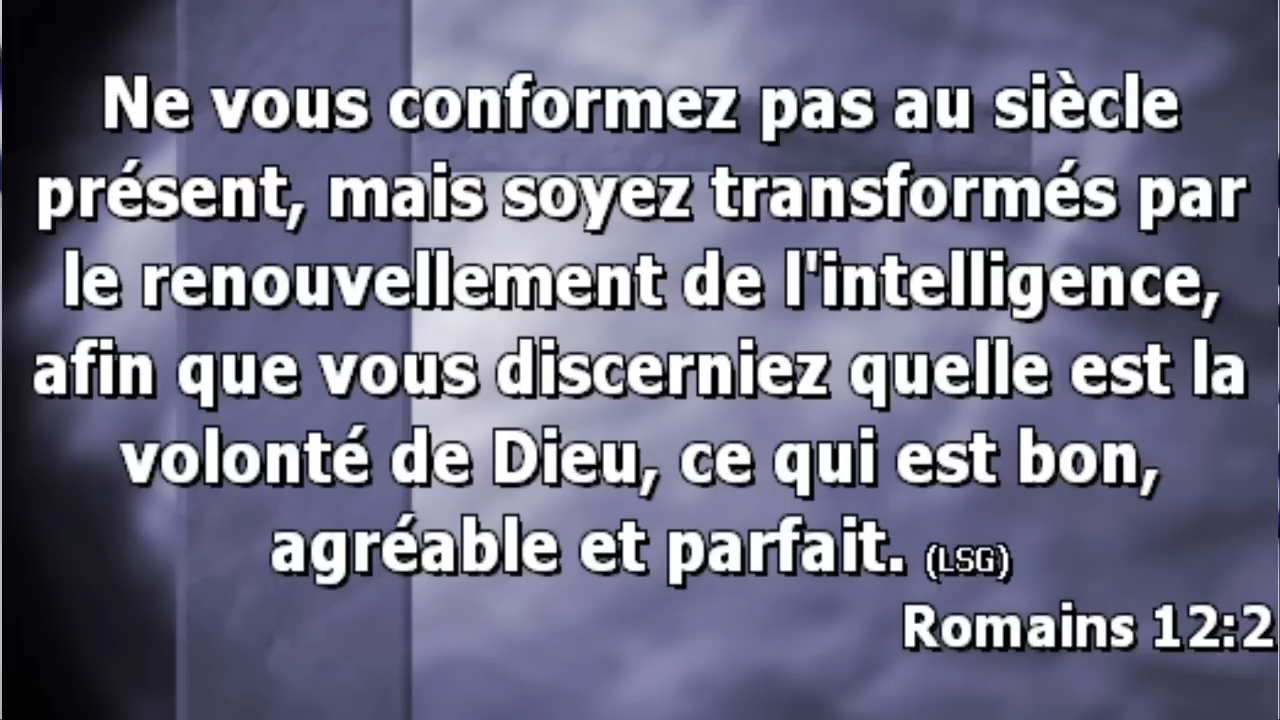 Ne vous conformez pas au siècle
présent, mais soyez transformés par
le renouvellement de l'intelligence,
afin que vous discerniez quelle est la
volonté de Dieu, ce qui est bon,
agréable et parfait. (LSG)
Romains 12:2